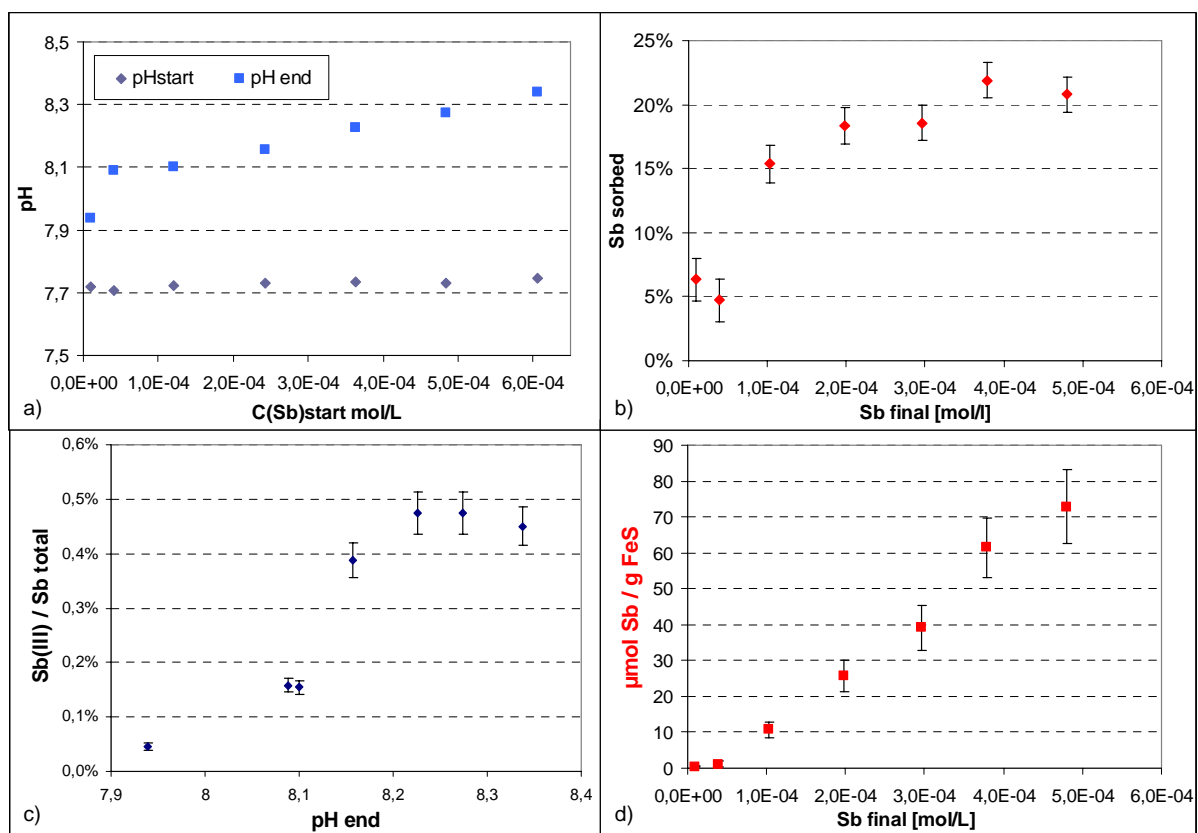 8,5
8,3
8,1
7,9
7,7
7,5
pH
pHstart
pH end
0,0E+00 1,0E-04 2,0E-04 3,0E-04 4,0E-04 5,0E-04 6,0E-04
a)
C(Sb)start mol/L
25%
20%
15%
10%
5%
0%
Sb sorbed
0,0E+00 1,0E-04 2,0E-04 3,0E-04 4,0E-04 5,0E-04 6,0E-04
b)
Sb final [mol/l]
0,6%
0,5%
0,4%
0,3%
0,2%
0,1%
0,0%
Sb(III) / Sb total
7,9 8 8,1 8,2 8,3 8,4
c)
pH end
90
80
70
60
50
40
30
20
10
0
µmol Sb / g FeS
0,0E+00 1,0E-04 2,0E-04 3,0E-04 4,0E-04 5,0E-04 6,0E-04
d)
Sb final [mol/L]